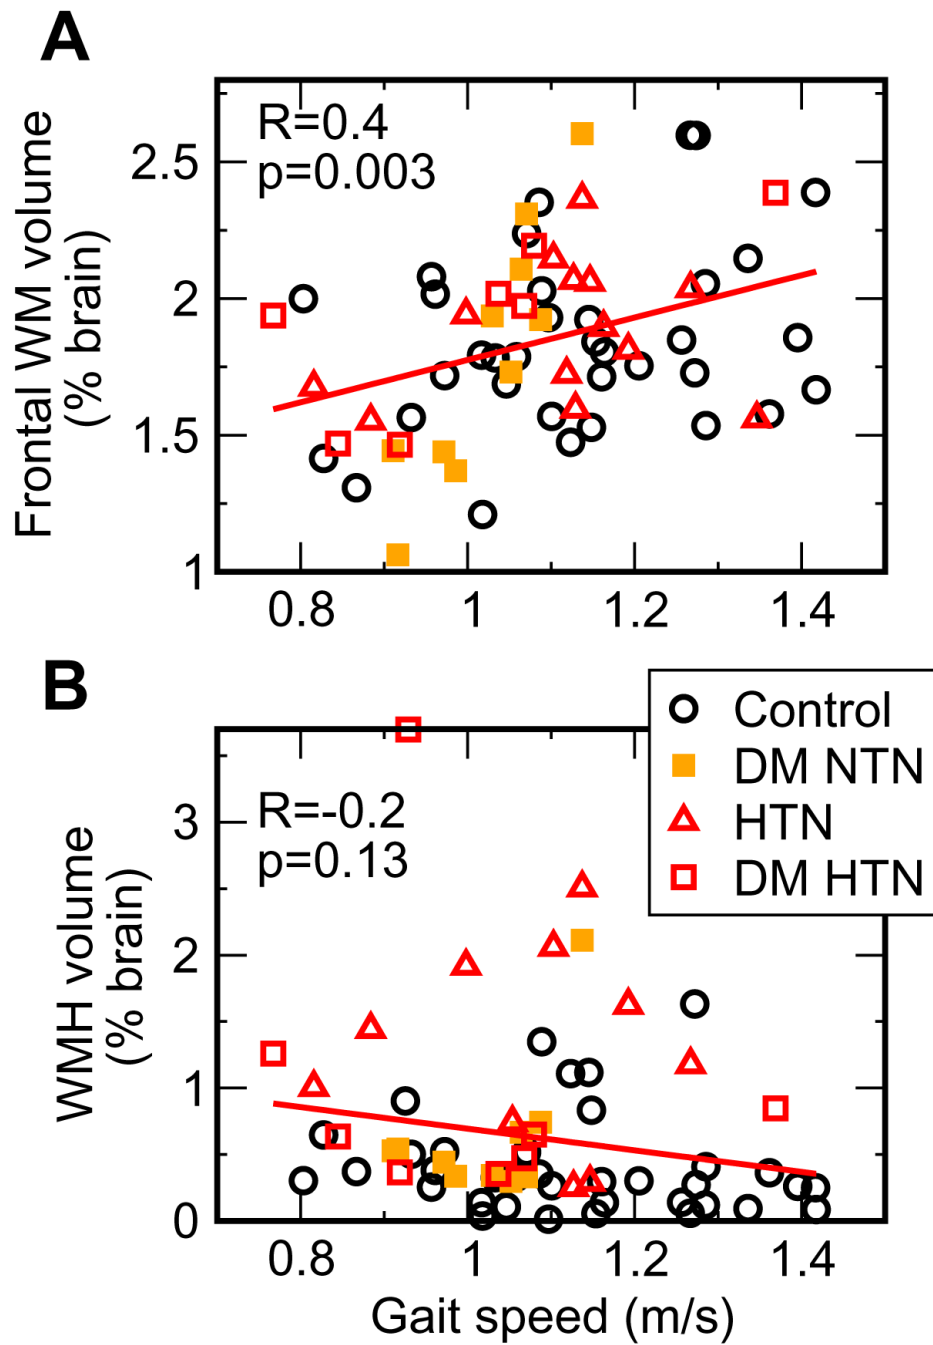 A
R=0.4
p=0.003
Frontal WM volume
(% brain)
2.5
2
1.5
1
0.8
1
1.2
1.4
B
Control
DM NTN
HTN
DM HTN
R=-0.2
p=0.13
WMH volume
(% brain)
3
2
1
0
0.8
1
1.2
1.4
Gait speed (m/s)